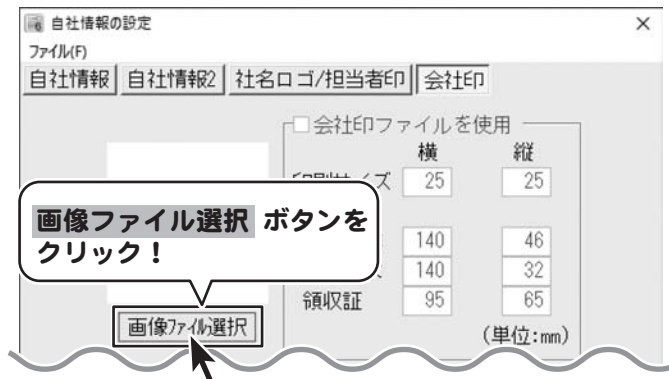 自社情報の設定
ファイル(F)
自社情報 自社情報2 社名ロゴ/担当者印 会社印
会社印ファイルを使用
横 縦
ズ 25 25
画像ファイル選択 ボタンを
クリック！
140 46
140 32
領収証 95 65
画像ファイル選択
(単位:mm)